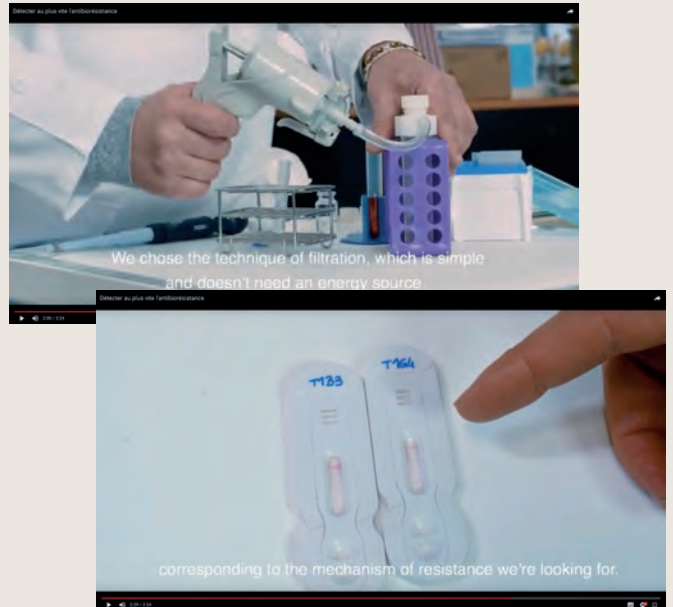 Détecter au plus vite l'antibiorésistance
We chose the technique of filtration, which is simple
and doesn't need an energy source
Détecter au plus vite l'antibiorésistance
T133
T164
corresponding to the mechanism of resistance we're looking for.